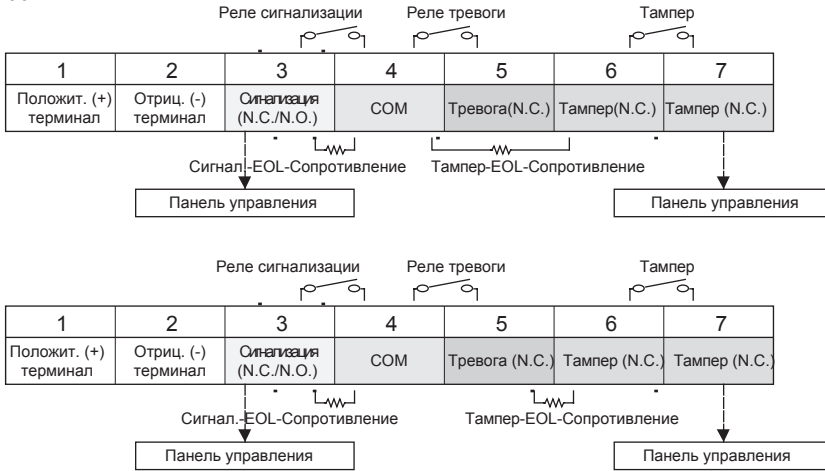 Реле сигнализации Реле тревоги Тампер
1 2 3 4 5 6 7
Положит. (+) терминал Отриц. (-) терминал Сигнализация (N.C./N.O.) COM Тревога(N.C.) Тампер(N.C.) Тампер (N.C.)
Сигнал.-EOL-Сопротивление Тампер-EOL-Сопротивление
Панель управления Панель управления
Реле сигнализации Реле тревоги Тампер
1 2 3 4 5 6 7
Положит. (+) терминал Отриц. (-) терминал Сигнализация (N.C./N.O.) COM Тревога (N.C.) Тампер (N.C.) Тампер (N.C.)
Сигнал.-EOL-Сопротивление Тампер-EOL-Сопротивление
Панель управления Панель управления